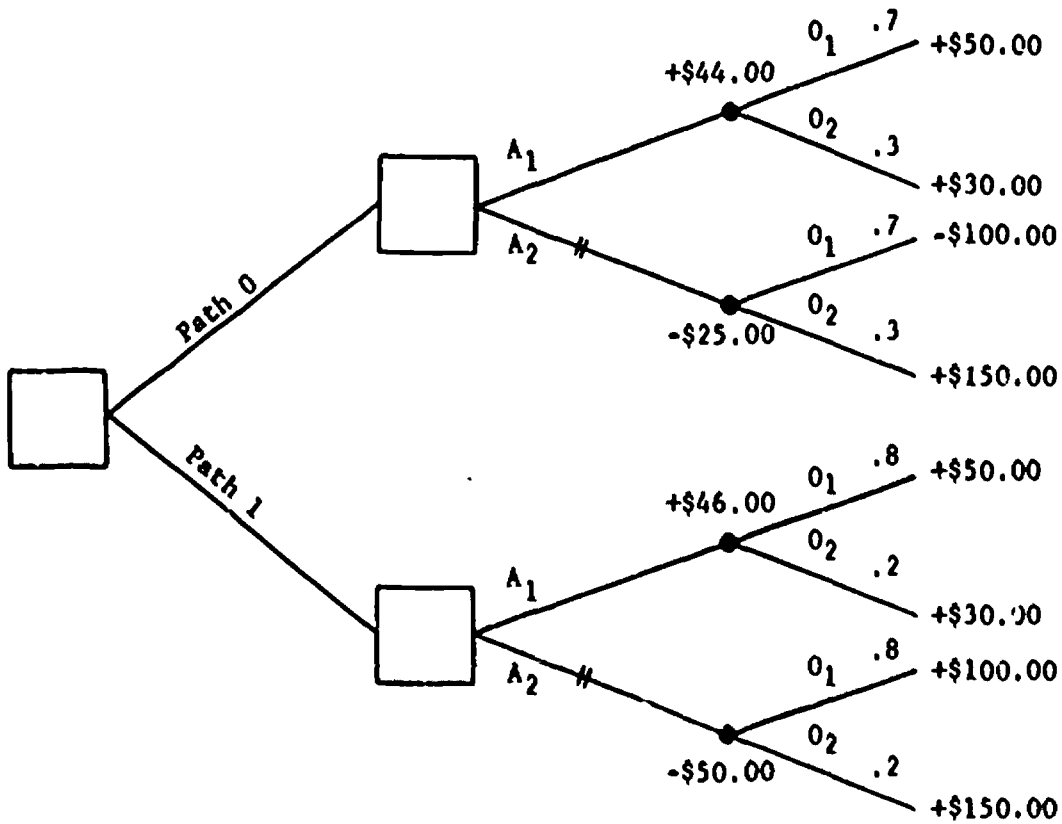 O1 .7 +$50.00
+$44.00
O2 .3 +$30.00
A1
A2
O1 .7 -$100.00
O2 .3 +$150.00
-$25.00
Path 0
Path 1
O1 .8 +$50.00
+$46.00
O2 .2 +$30.00
A1
A2
O1 .8 +$100.00
O2 .2 +$150.00
-$50.00